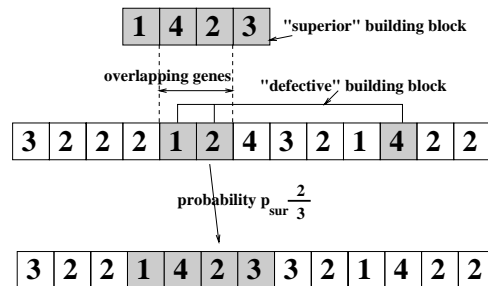 1 4 2 3
"superior" building block
overlapping genes
"defective" building block
3 2 2 2 1 2 4 3 2 1 4 2 2
probability p_sur 2/3
3 2 2 1 4 2 3 3 2 1 4 2 2